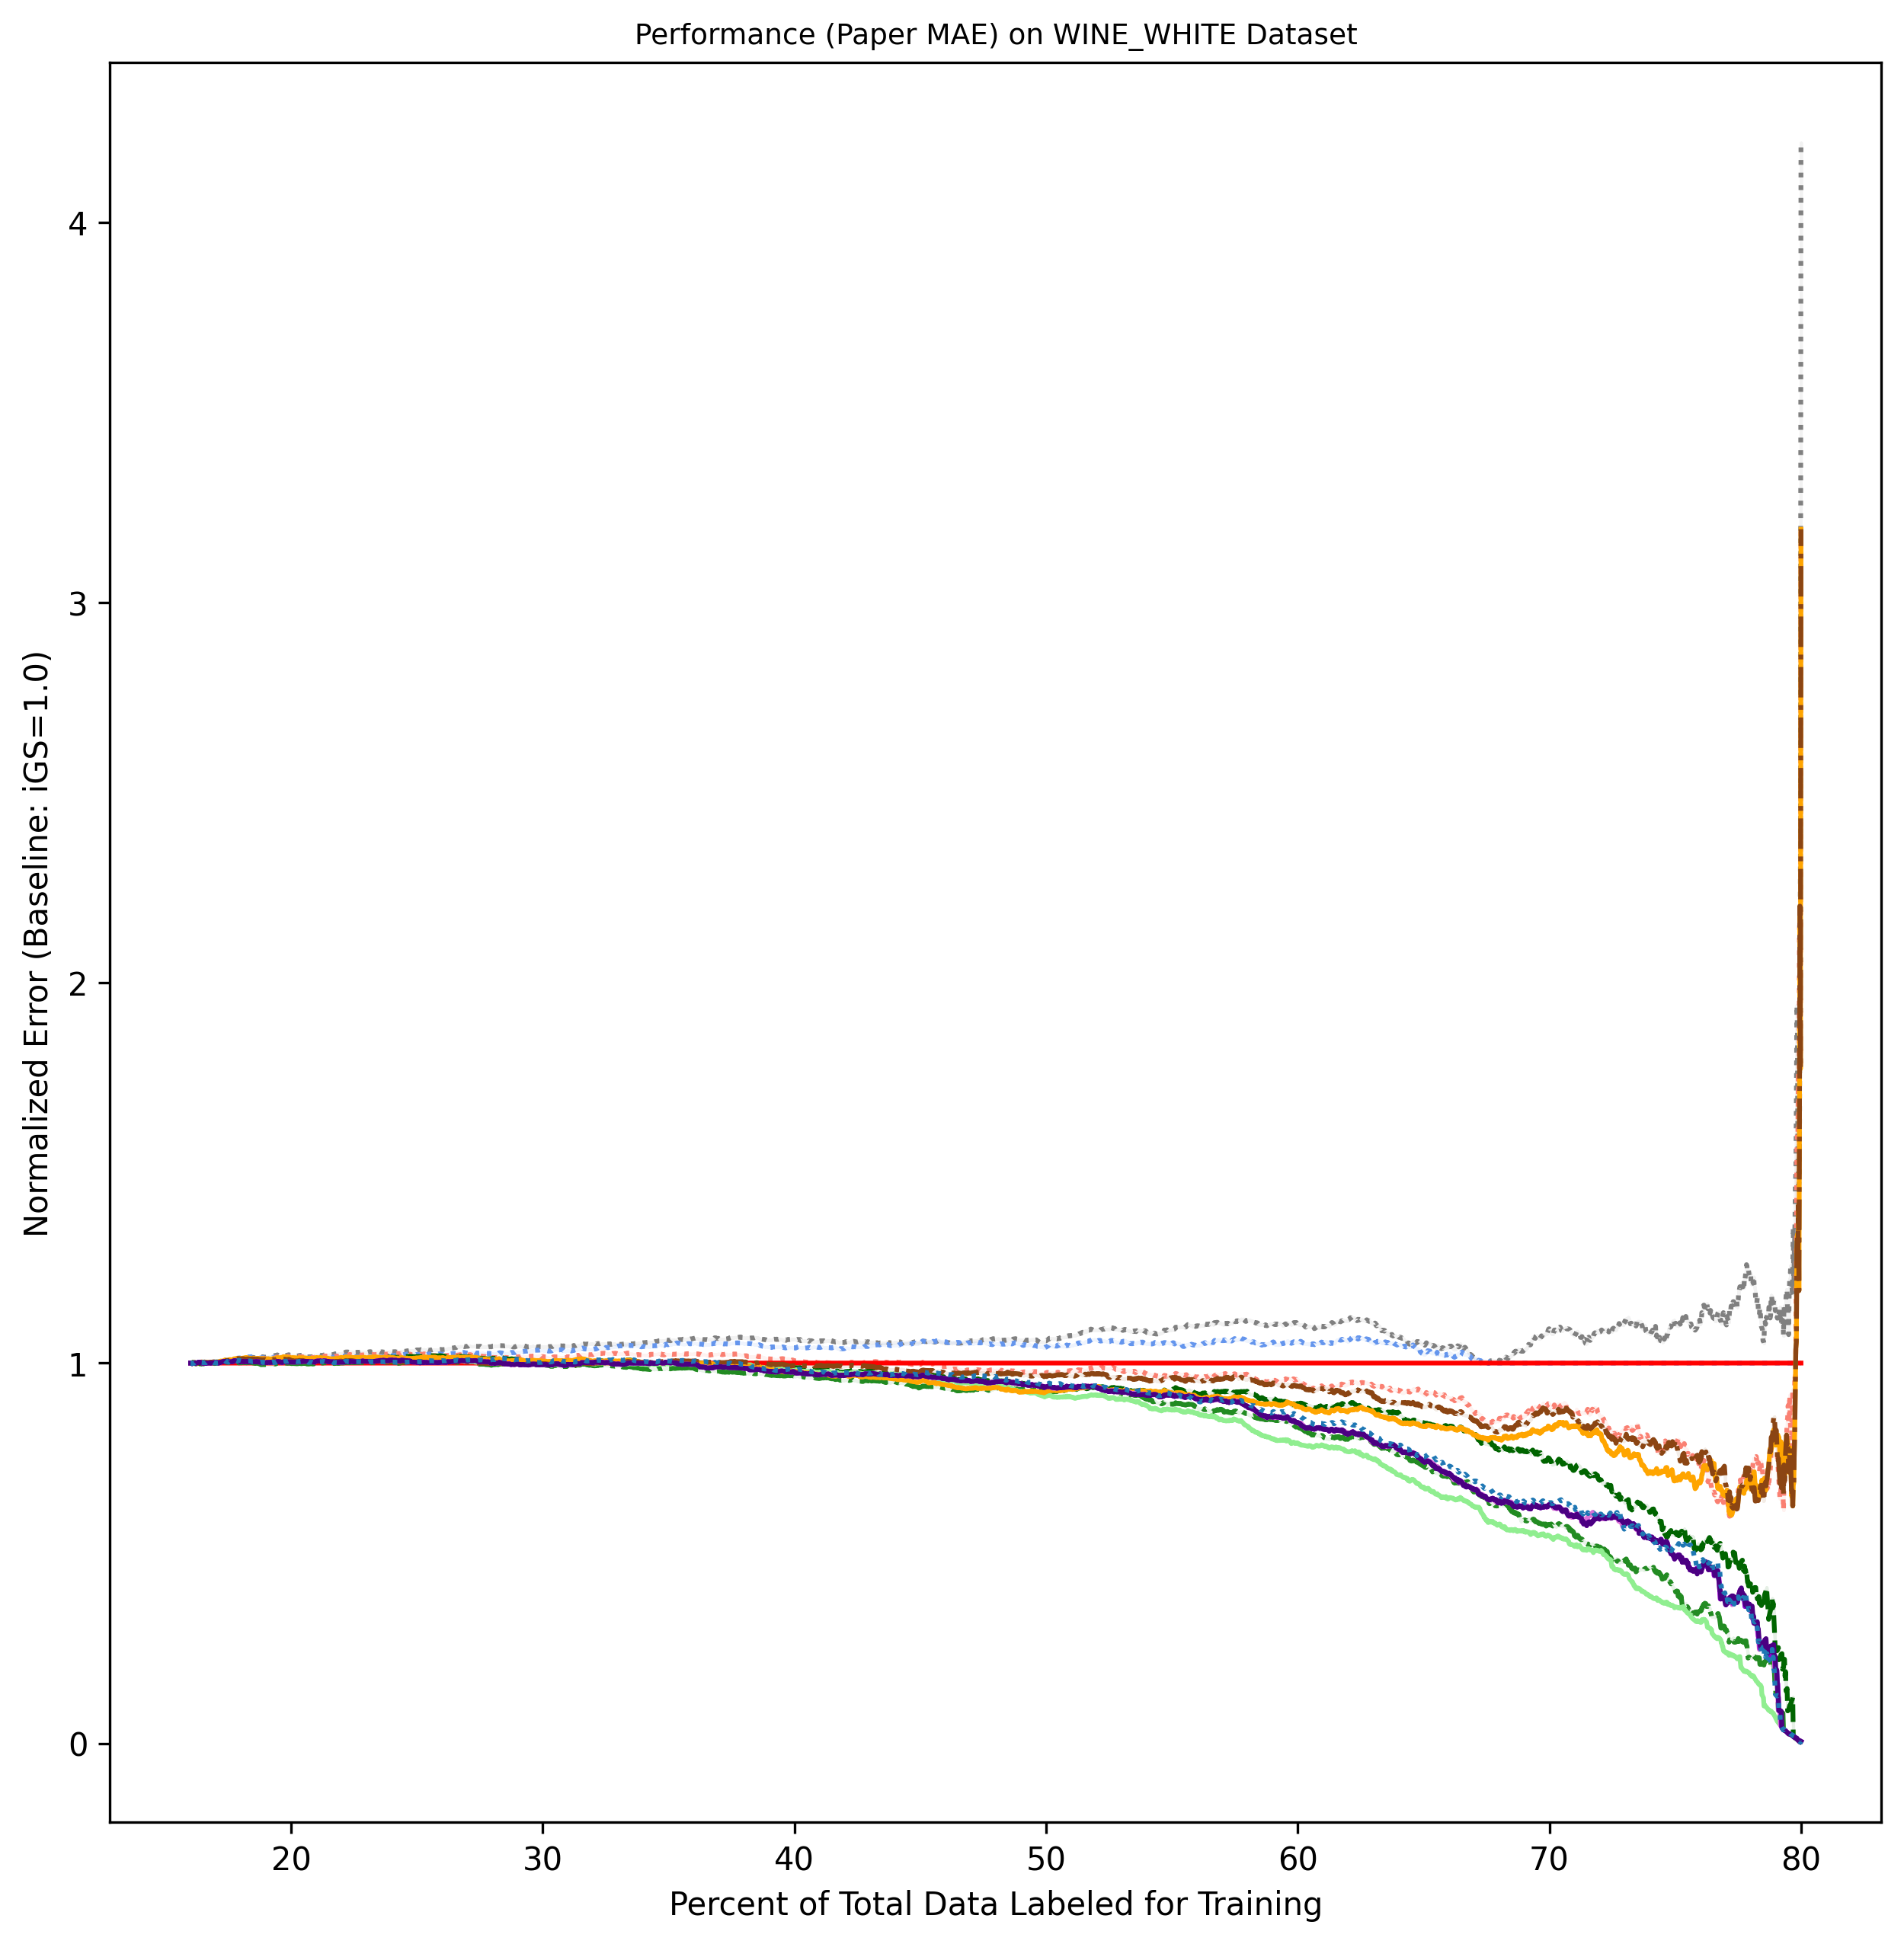 Performance (Paper MAE) on WINE_WHITE Dataset
Normalized Error (Baseline: iGS=1.0)
4
3
2
1
0
20 30 40 50 60 70 80
Percent of Total Data Labeled for Training